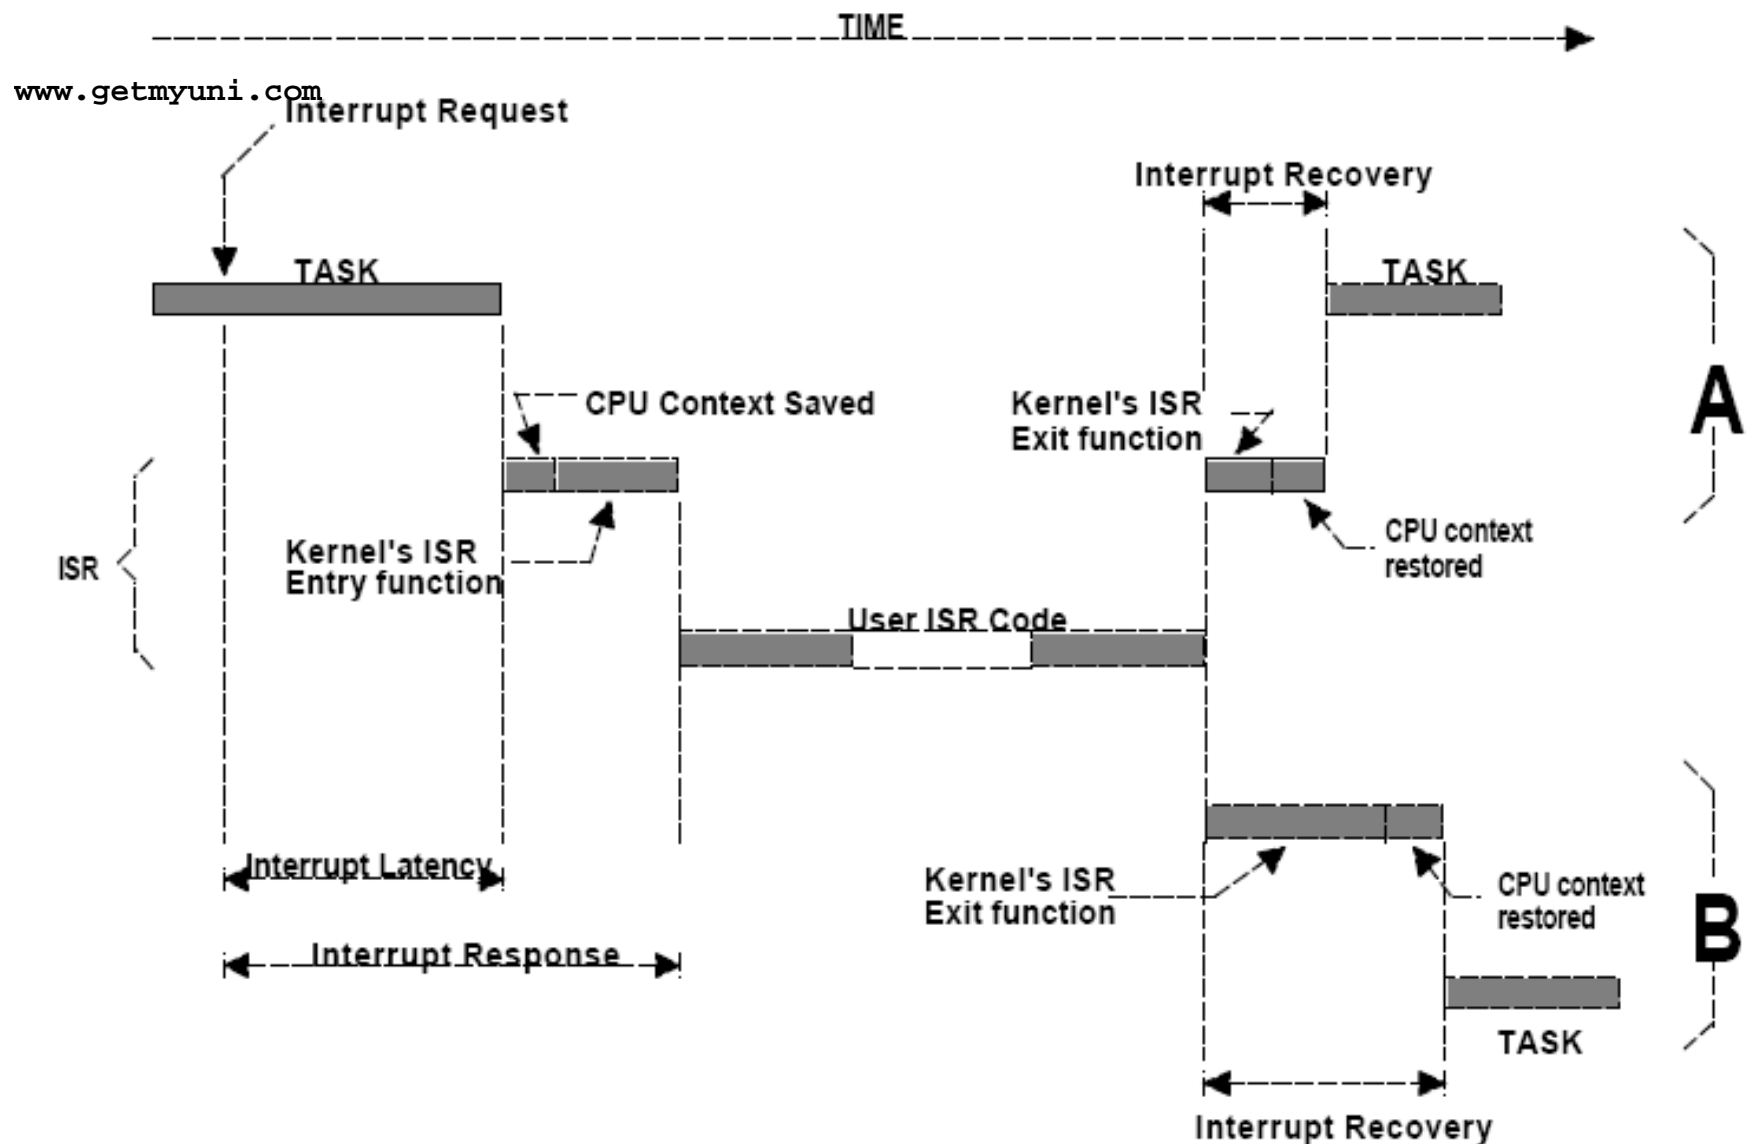 TIME
www.getmyuni.com
Interrupt Request
Interrupt Recovery
TASK
TASK
A
CPU Context Saved
Kernel's ISR
Exit function
ISR
Kernel's ISR
Entry function
CPU context
restored
User ISR Code
Interrupt Latency
Kernel's ISR
Exit function
CPU context
restored
B
Interrupt Response
TASK
Interrupt Recovery